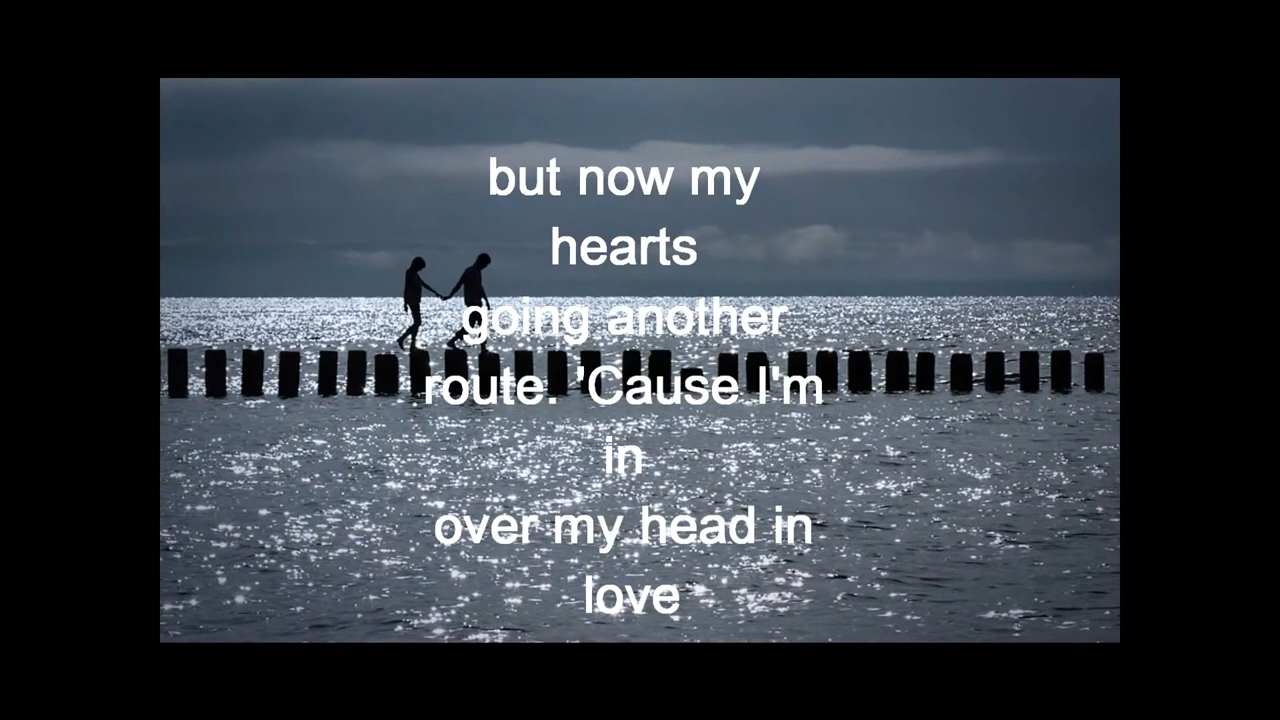 but now my
hearts
going another
route. 'Cause I'm
in
over my head in
love